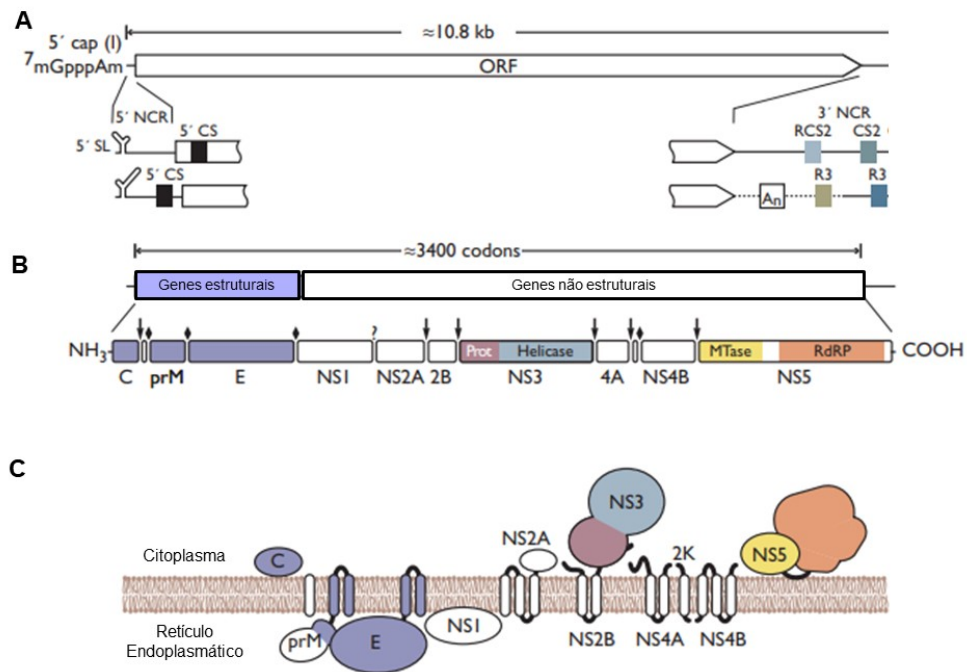 A
≈10.8 kb
5´ cap (I)
7mGpppAm
ORF
5´ NCR
5´ CS
5´ SL
3´ NCR
RCS2 CS2
5´ CS
An
R3 R3
≈3400 codons
B
Genes estruturais
Genes não estruturais
?
NH3
Prot
Helicase
MTase
RdRP
COOH
C prM E NS1 NS2A 2B NS3 4A NS4B NS5
C
NS3
NS2A
2K
NS5
Citoplasma
C
Retículo
Endoplasmático
prM
E
NS1
NS2B
NS4A
NS4B